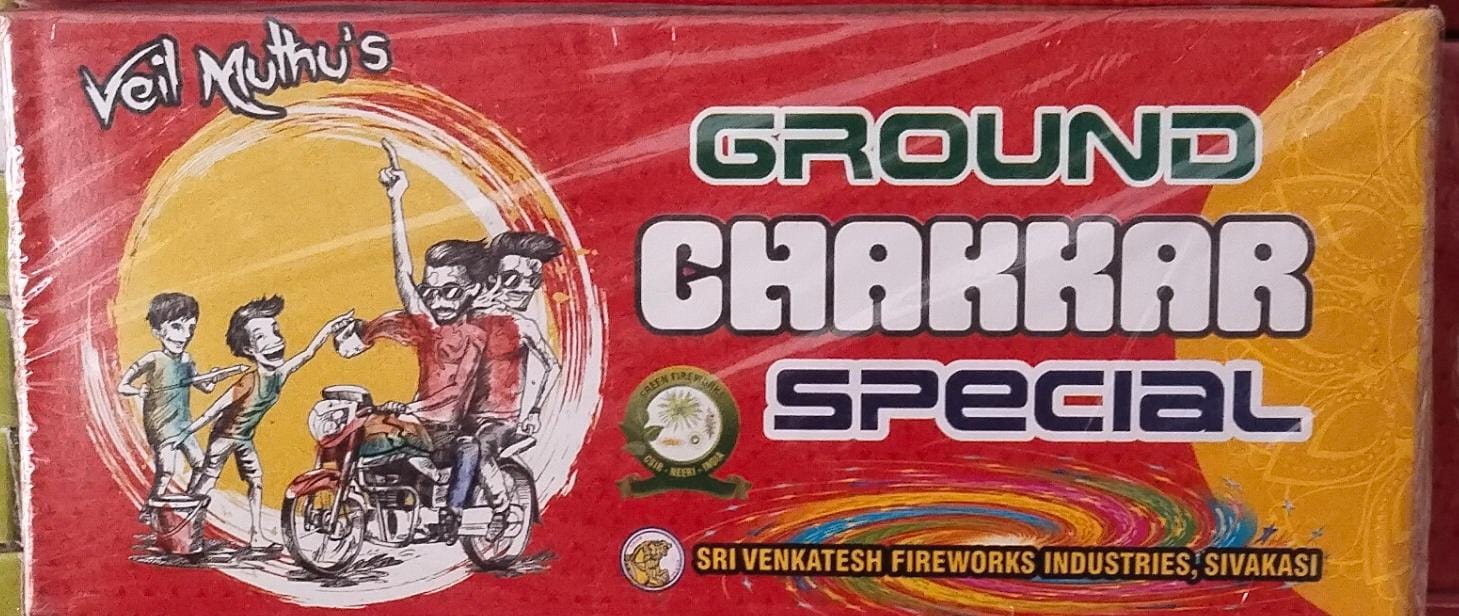 Veil Muthu's
GROUND
CHAKKAR
SPECIAL
GREEN FIREWORKS
CSIR - NEERI - INDIA
SRI VENKATESH FIREWORKS INDUSTRIES, SIVAKASI